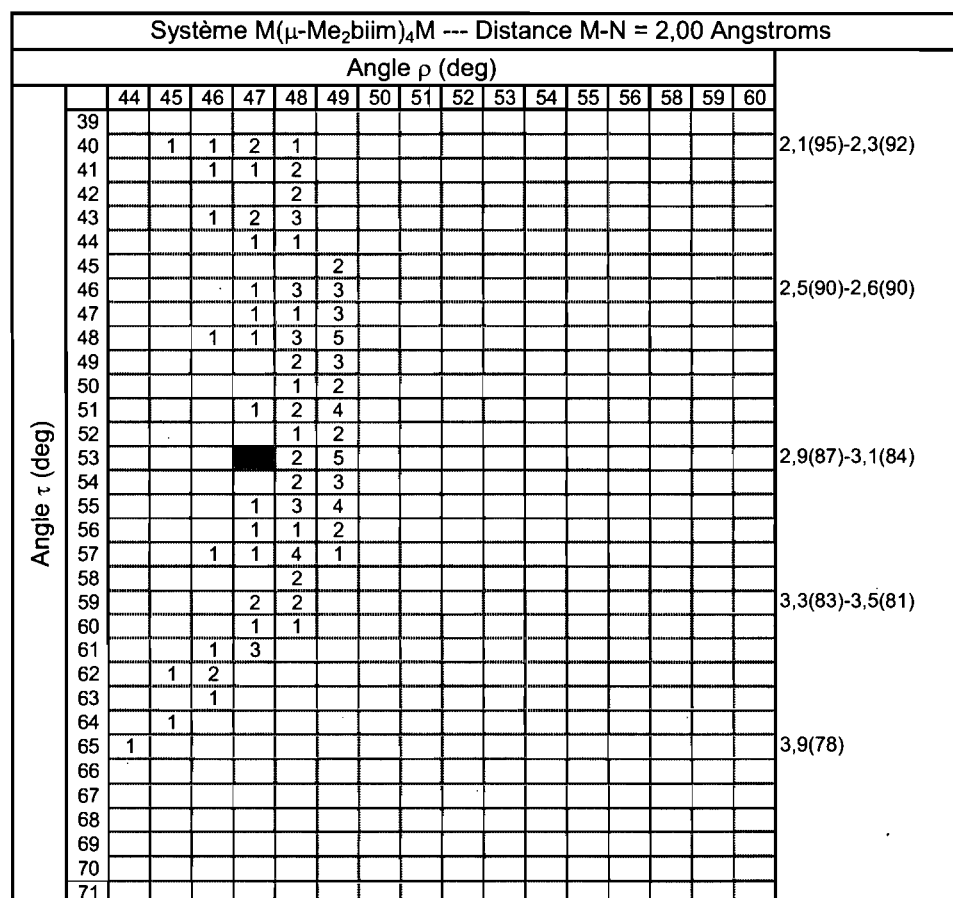 Système M(μ-Me₂biim)₄M --- Distance M-N = 2,00 Angstroms
Angle ρ (deg)
44 45 46 47 48 49 50 51 52 53 54 55 56 58 59 60
Angle τ (deg)
39
40 1 1 2 1 2,1(95)-2,3(92)
41 1 1 2
42 2
43 1 2 3
44 1 1
45 2
46 1 3 3 2,5(90)-2,6(90)
47 1 1 3
48 1 1 3 5
49 2 3
50 1 2
51 1 2 4
52 1 2
53 2 5 2,9(87)-3,1(84)
54 2 3
55 1 3 4
56 1 1 2
57 1 1 4 1
58 2
59 2 2 3,3(83)-3,5(81)
60 1 1
61 1 3
62 1 2
63 1
64 1
65 1 3,9(78)
66
67
68
69
70
71